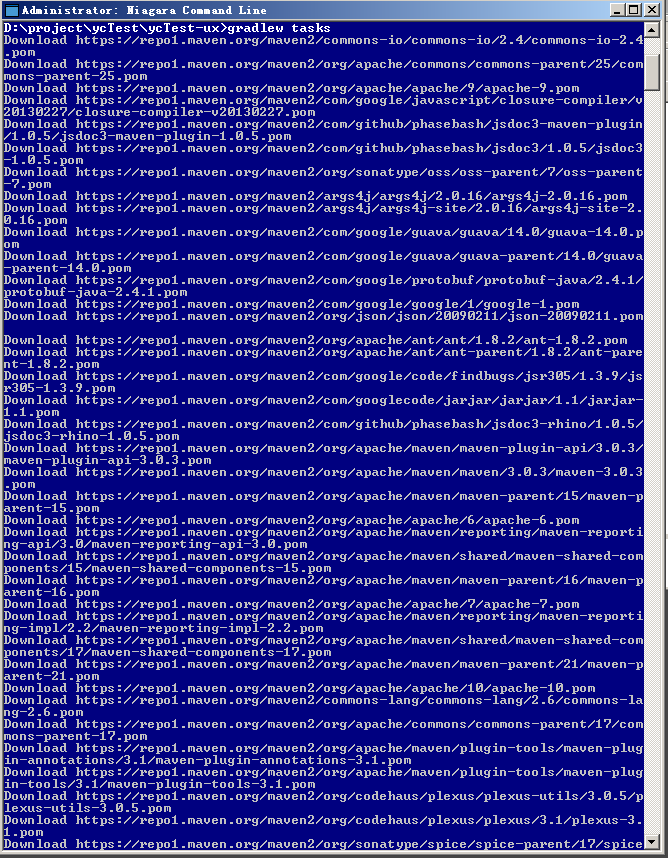 Administrator: Niagara Command Line
D:\project\ycTest\ycTest-ux>gradlew tasks
Download https://repo1.maven.org/maven2/commons-io/commons-io/2.4/commons-io-2.4
.pom
Download https://repo1.maven.org/maven2/org/apache/commons/commons-parent/25/com
mons-parent-25.pom
Download https://repo1.maven.org/maven2/org/apache/apache/9/apache-9.pom
Download https://repo1.maven.org/maven2/com/google/javascript/closure-compiler/v
20130227/closure-compiler-v20130227.pom
Download https://repo1.maven.org/maven2/com/github/phasebash/jsdoc3-maven-plugin
/1.0.5/jsdoc3-maven-plugin-1.0.5.pom
Download https://repo1.maven.org/maven2/com/github/phasebash/jsdoc3/1.0.5/jsdoc3
-1.0.5.pom
Download https://repo1.maven.org/maven2/org/sonatype/oss/oss-parent/7/oss-parent
-7.pom
Download https://repo1.maven.org/maven2/args4j/args4j/2.0.16/args4j-2.0.16.pom
Download https://repo1.maven.org/maven2/args4j/args4j-site/2.0.16/args4j-site-2.
0.16.pom
Download https://repo1.maven.org/maven2/com/google/guava/guava/14.0/guava-14.0.p
om
Download https://repo1.maven.org/maven2/com/google/guava/guava-parent/14.0/guava
-parent-14.0.pom
Download https://repo1.maven.org/maven2/com/google/protobuf/protobuf-java/2.4.1/
protobuf-java-2.4.1.pom
Download https://repo1.maven.org/maven2/com/google/google/1/google-1.pom
Download https://repo1.maven.org/maven2/org/json/json/20090211/json-20090211.pom
Download https://repo1.maven.org/maven2/org/apache/ant/ant/1.8.2/ant-1.8.2.pom
Download https://repo1.maven.org/maven2/org/apache/ant/ant-parent/1.8.2/ant-pare
nt-1.8.2.pom
Download https://repo1.maven.org/maven2/com/google/code/findbugs/jsr305/1.3.9/js
r305-1.3.9.pom
Download https://repo1.maven.org/maven2/com/googlecode/jarjar/jarjar/1.1/jarjar-
1.1.pom
Download https://repo1.maven.org/maven2/com/github/phasebash/jsdoc3-rhino/1.0.5/
jsdoc3-rhino-1.0.5.pom
Download https://repo1.maven.org/maven2/org/apache/maven/maven-plugin-api/3.0.3/
maven-plugin-api-3.0.3.pom
Download https://repo1.maven.org/maven2/org/apache/maven/maven/3.0.3/maven-3.0.3
.pom
Download https://repo1.maven.org/maven2/org/apache/maven/maven-parent/15/maven-p
arent-15.pom
Download https://repo1.maven.org/maven2/org/apache/apache/6/apache-6.pom
Download https://repo1.maven.org/maven2/org/apache/maven/reporting/maven-reporti
ng-api/3.0/maven-reporting-api-3.0.pom
Download https://repo1.maven.org/maven2/org/apache/maven/shared/maven-shared-com
ponents/15/maven-shared-components-15.pom
Download https://repo1.maven.org/maven2/org/apache/maven/maven-parent/16/maven-p
arent-16.pom
Download https://repo1.maven.org/maven2/org/apache/apache/7/apache-7.pom
Download https://repo1.maven.org/maven2/org/apache/maven/reporting/maven-reporti
ng-impl/2.2/maven-reporting-impl-2.2.pom
Download https://repo1.maven.org/maven2/org/apache/maven/shared/maven-shared-com
ponents/17/maven-shared-components-17.pom
Download https://repo1.maven.org/maven2/org/apache/maven/maven-parent/21/maven-p
arent-21.pom
Download https://repo1.maven.org/maven2/org/apache/apache/10/apache-10.pom
Download https://repo1.maven.org/maven2/commons-lang/commons-lang/2.6/commons-la
ng-2.6.pom
Download https://repo1.maven.org/maven2/org/apache/commons/commons-parent/17/com
mons-parent-17.pom
Download https://repo1.maven.org/maven2/org/apache/maven/plugin-tools/maven-plug
in-annotations/3.1/maven-plugin-annotations-3.1.pom
Download https://repo1.maven.org/maven2/org/apache/maven/plugin-tools/maven-plug
in-tools/3.1/maven-plugin-tools-3.1.pom
Download https://repo1.maven.org/maven2/org/codehaus/plexus/plexus-utils/3.0.5/p
lexus-utils-3.0.5.pom
Download https://repo1.maven.org/maven2/org/codehaus/plexus/plexus/3.1/plexus-3.
1.pom
Download https://repo1.maven.org/maven2/org/sonatype/spice/spice-parent/17/spice